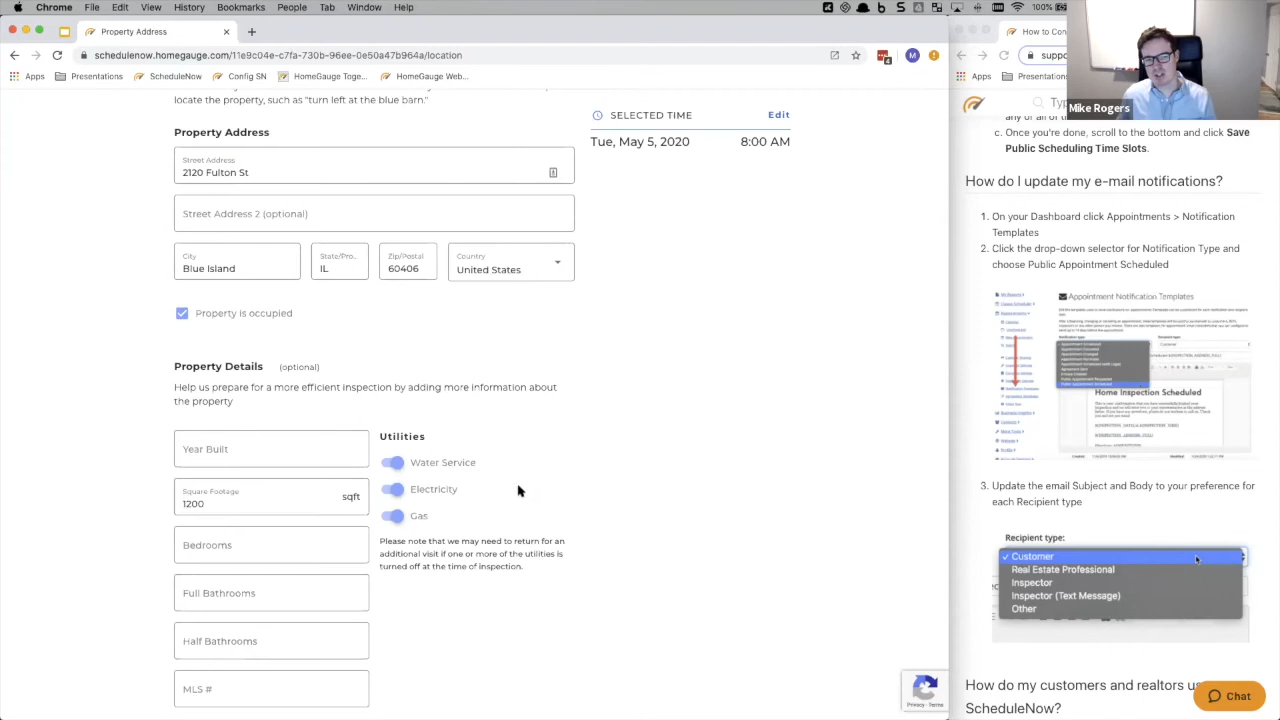 Chrome File Edit View History Bookmarks People Tab Window Help
100%
Property Address
schedulenow.homegauge.com/
/location
Apps Presentations ScheduleNow Config SN HomeGauge Toge... HomeGauge Web...
M
4
locate the property, such as "turn left at the blue barn."
SELECTED TIME
Edit
Tue, May 5, 2020
8:00 AM
Property Address
Street Address
2120 Fulton St
Street Address 2 (optional)
City
Blue Island
State/Pro...
IL
Zip/Postal
60406
Country
United States
Property is occupied
Property Details
Help us prepare for a more efficient inspection by adding more information about
the property
Year Built
Square Footage
1200
sqft
Bedrooms
Full Bathrooms
Half Bathrooms
MLS #
Service
Electricity
Gas
Please note that we may need to return for an
additional visit if one or more of the utilities is
turned off at the time of inspection.
Privacy - Terms
How to Con
suppo
Apps Presentations
Mike Rogers
any or all of
c. Once you're done, scroll to the bottom and click Save
Public Scheduling Time Slots.
How do I update my e-mail notifications?
1. On your Dashboard click Appointments > Notification
Templates
2. Click the drop-down selector for Notification Type and
choose Public Appointment Scheduled
Appointment Notification Templates
Home Inspection Scheduled
3. Update the email Subject and Body to your preference for
each Recipient type
Recipient type:
✓ Customer
Real Estate Professional
Inspector
Inspector (Text Message)
Other
How do my customers and realtors us
ScheduleNow?
Chat